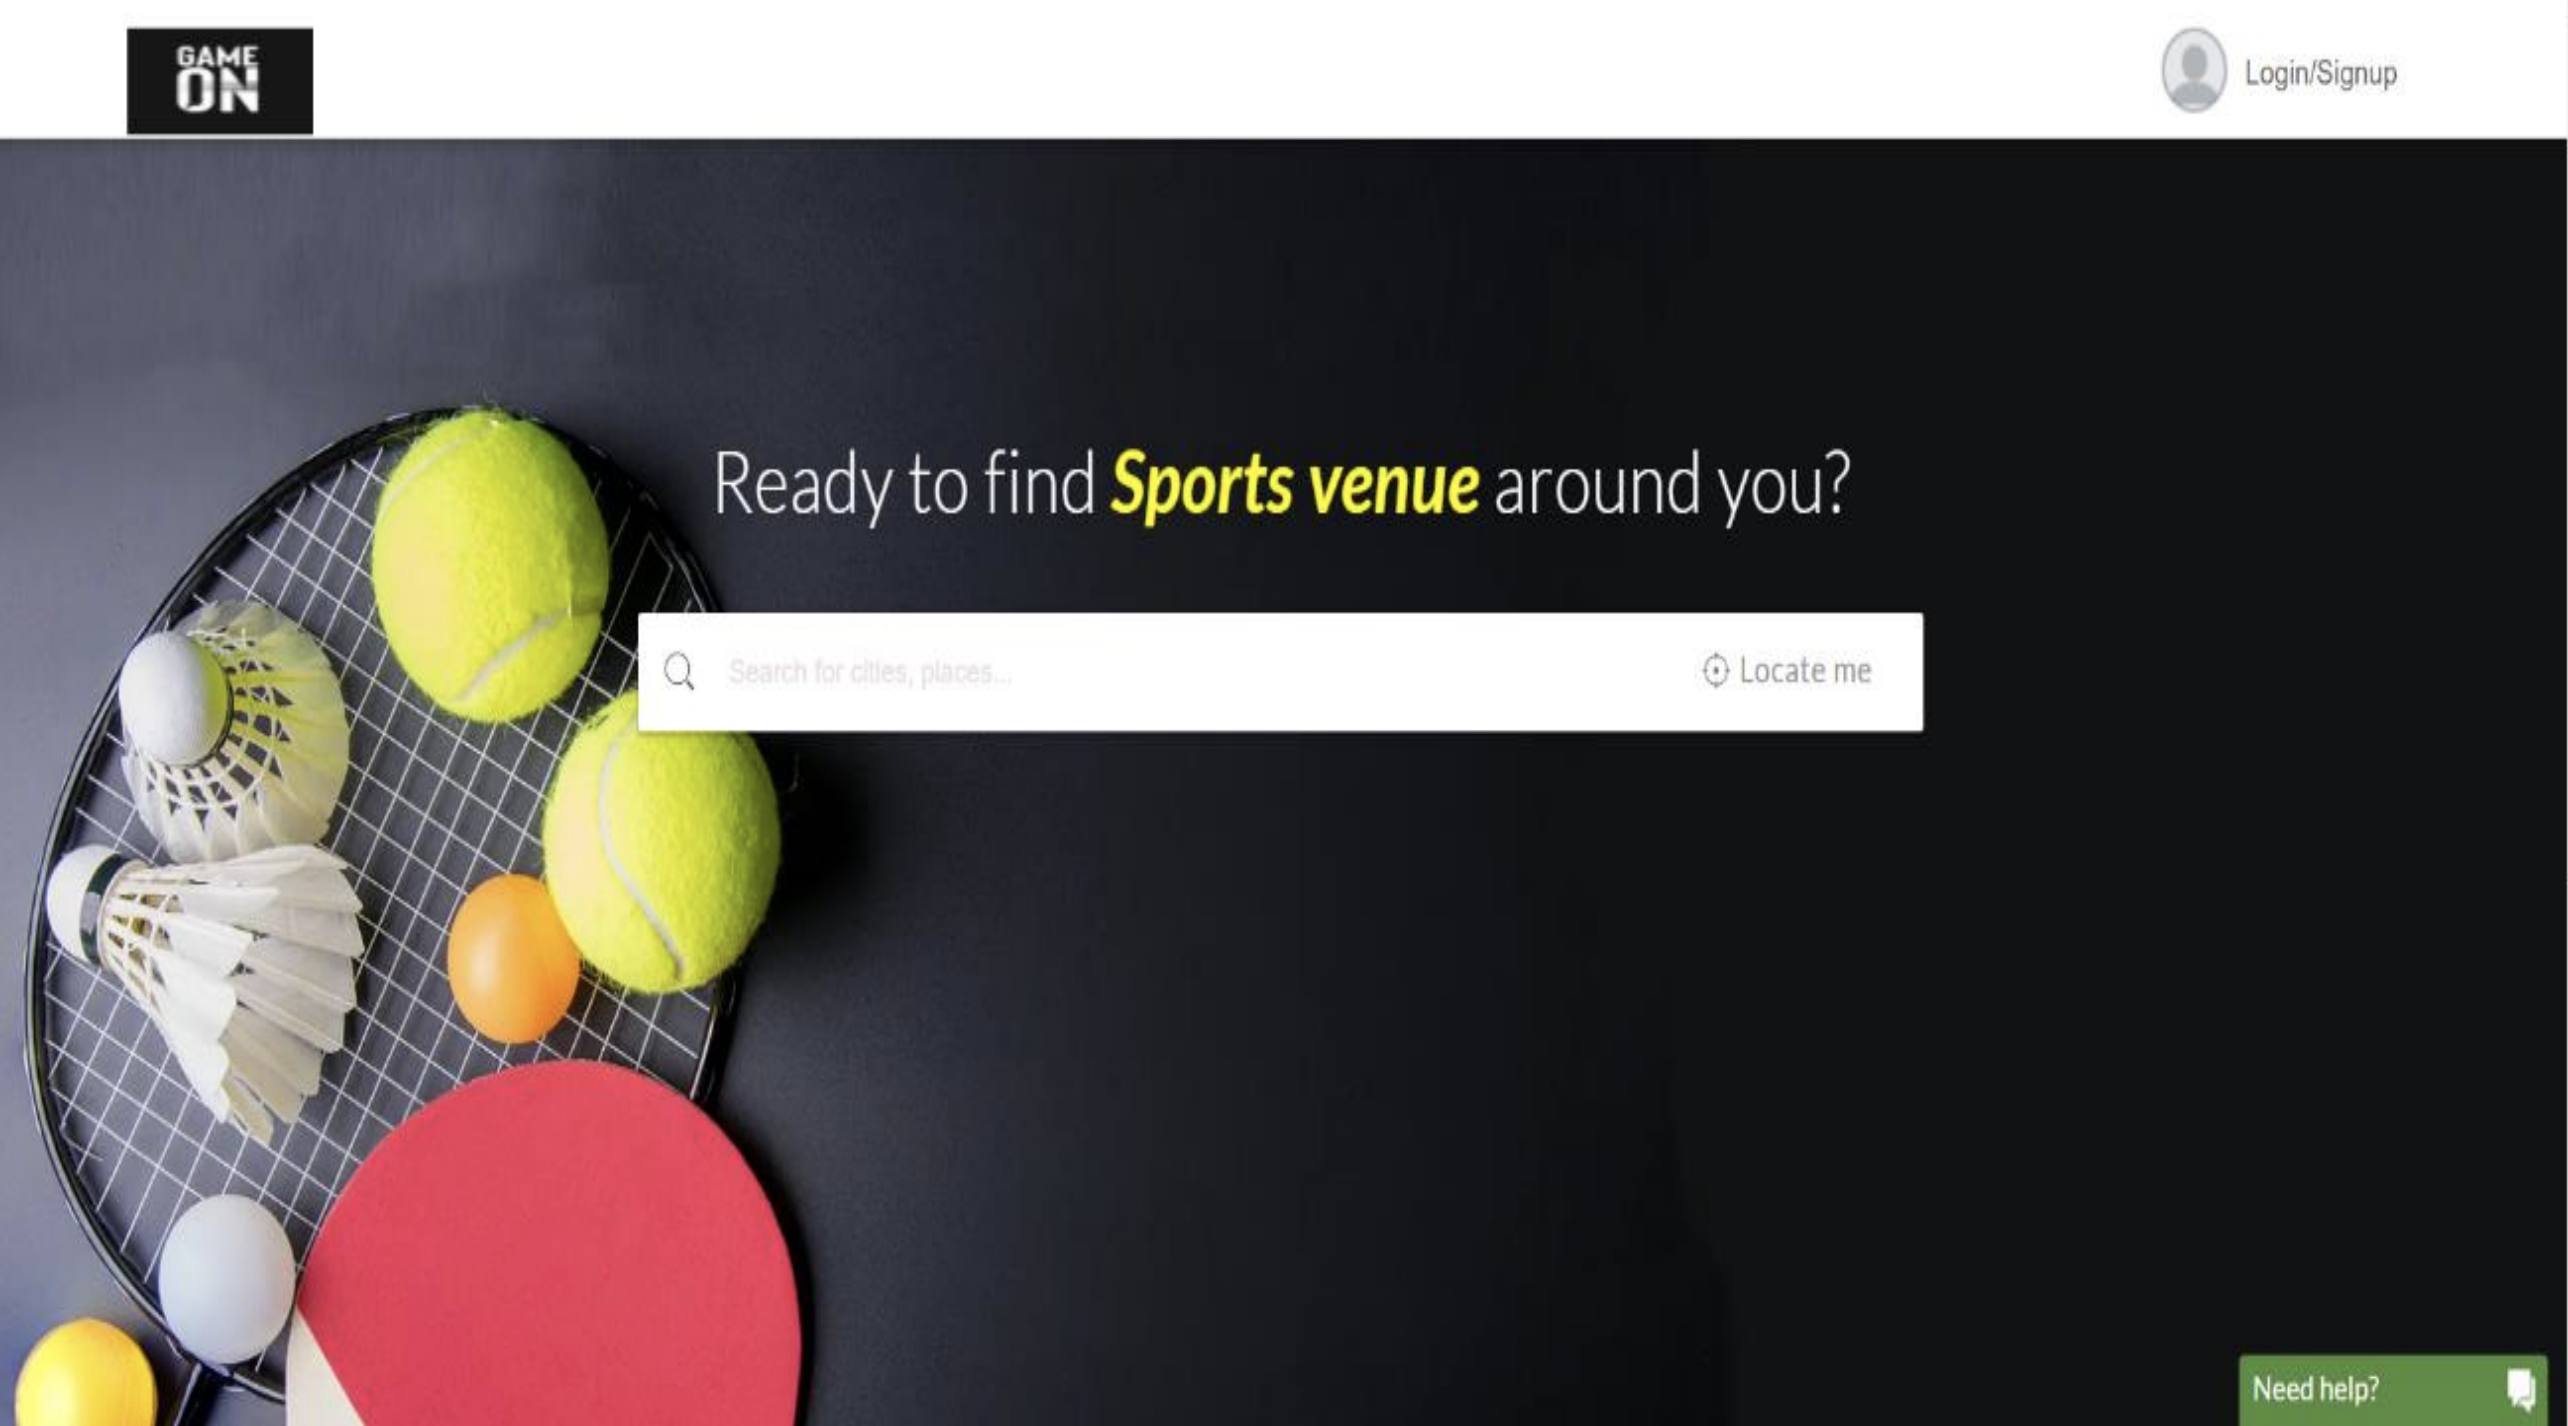 GAME
ON
Login/Signup
Ready to find Sports venue around you?
Search for cities, places...
Locate me
Need help?